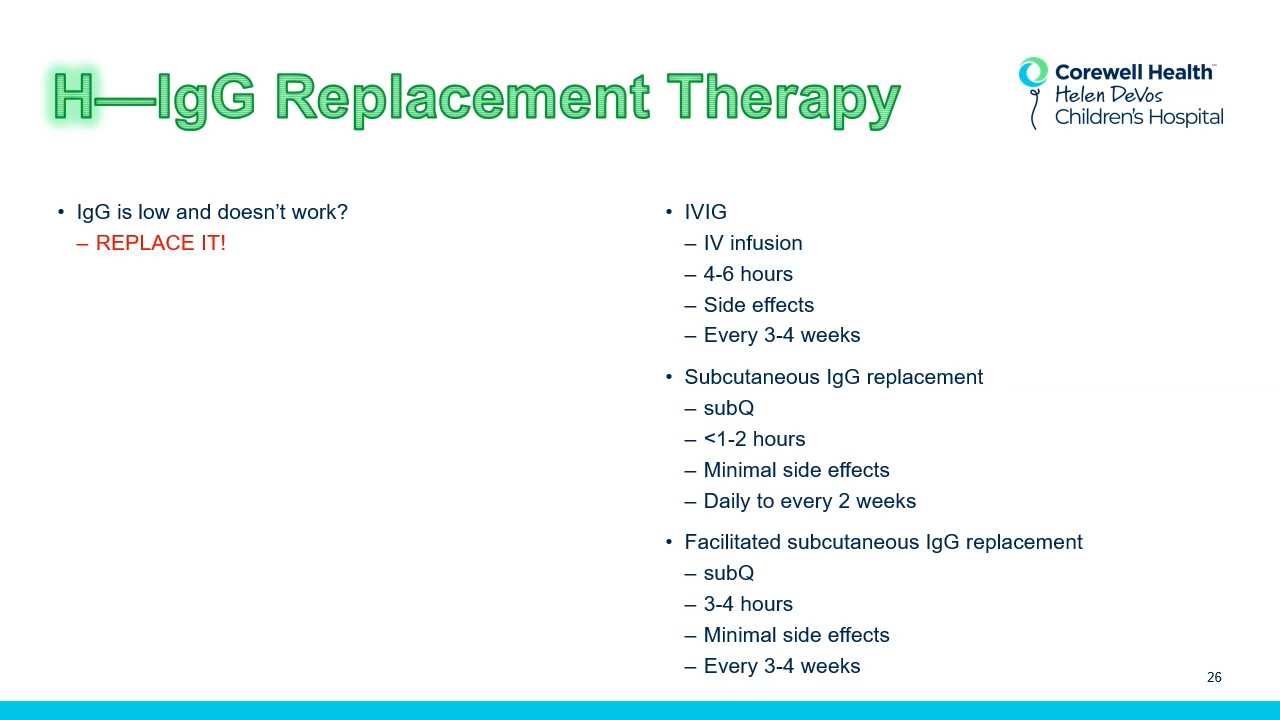 H—IgG Replacement Therapy
Corewell Health™
Helen DeVos
Children's Hospital
• IgG is low and doesn’t work?
– REPLACE IT!
• IVIG
– IV infusion
– 4-6 hours
– Side effects
– Every 3-4 weeks
• Subcutaneous IgG replacement
– subQ
– <1-2 hours
– Minimal side effects
– Daily to every 2 weeks
• Facilitated subcutaneous IgG replacement
– subQ
– 3-4 hours
– Minimal side effects
– Every 3-4 weeks
26